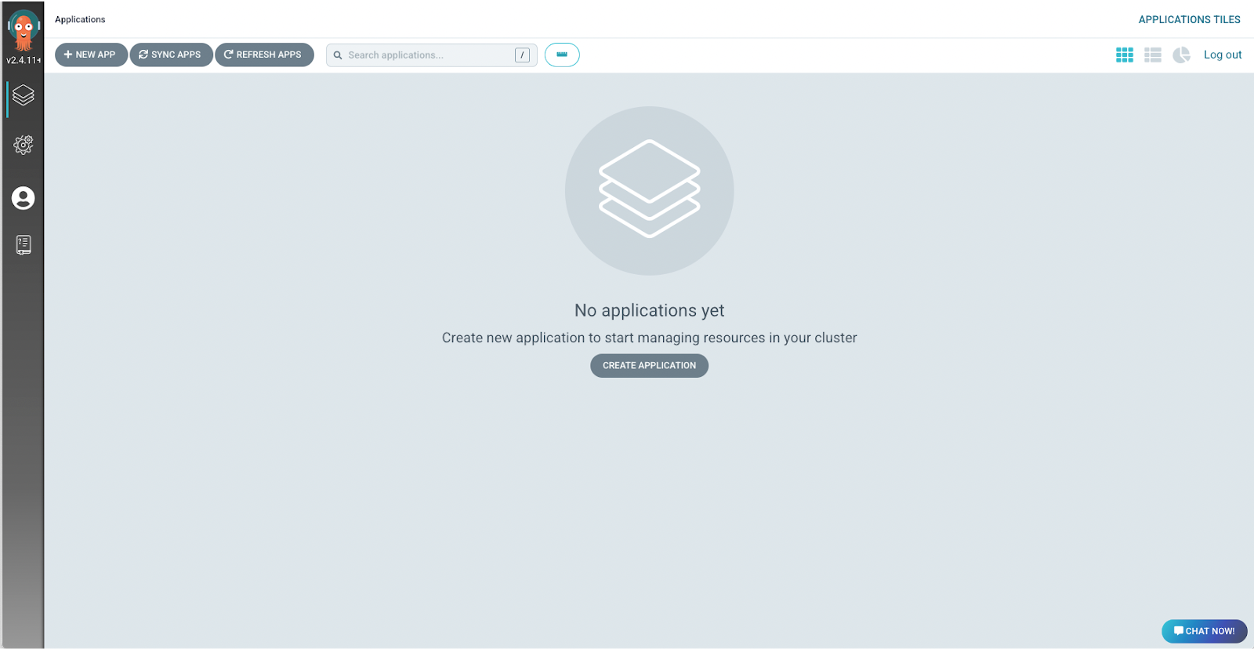 Applications
APPLICATIONS TILES
v2.4.11+
NEW APP
SYNC APPS
REFRESH APPS
Search applications...
/
Log out
No applications yet
Create new application to start managing resources in your cluster
CREATE APPLICATION
CHAT NOW!